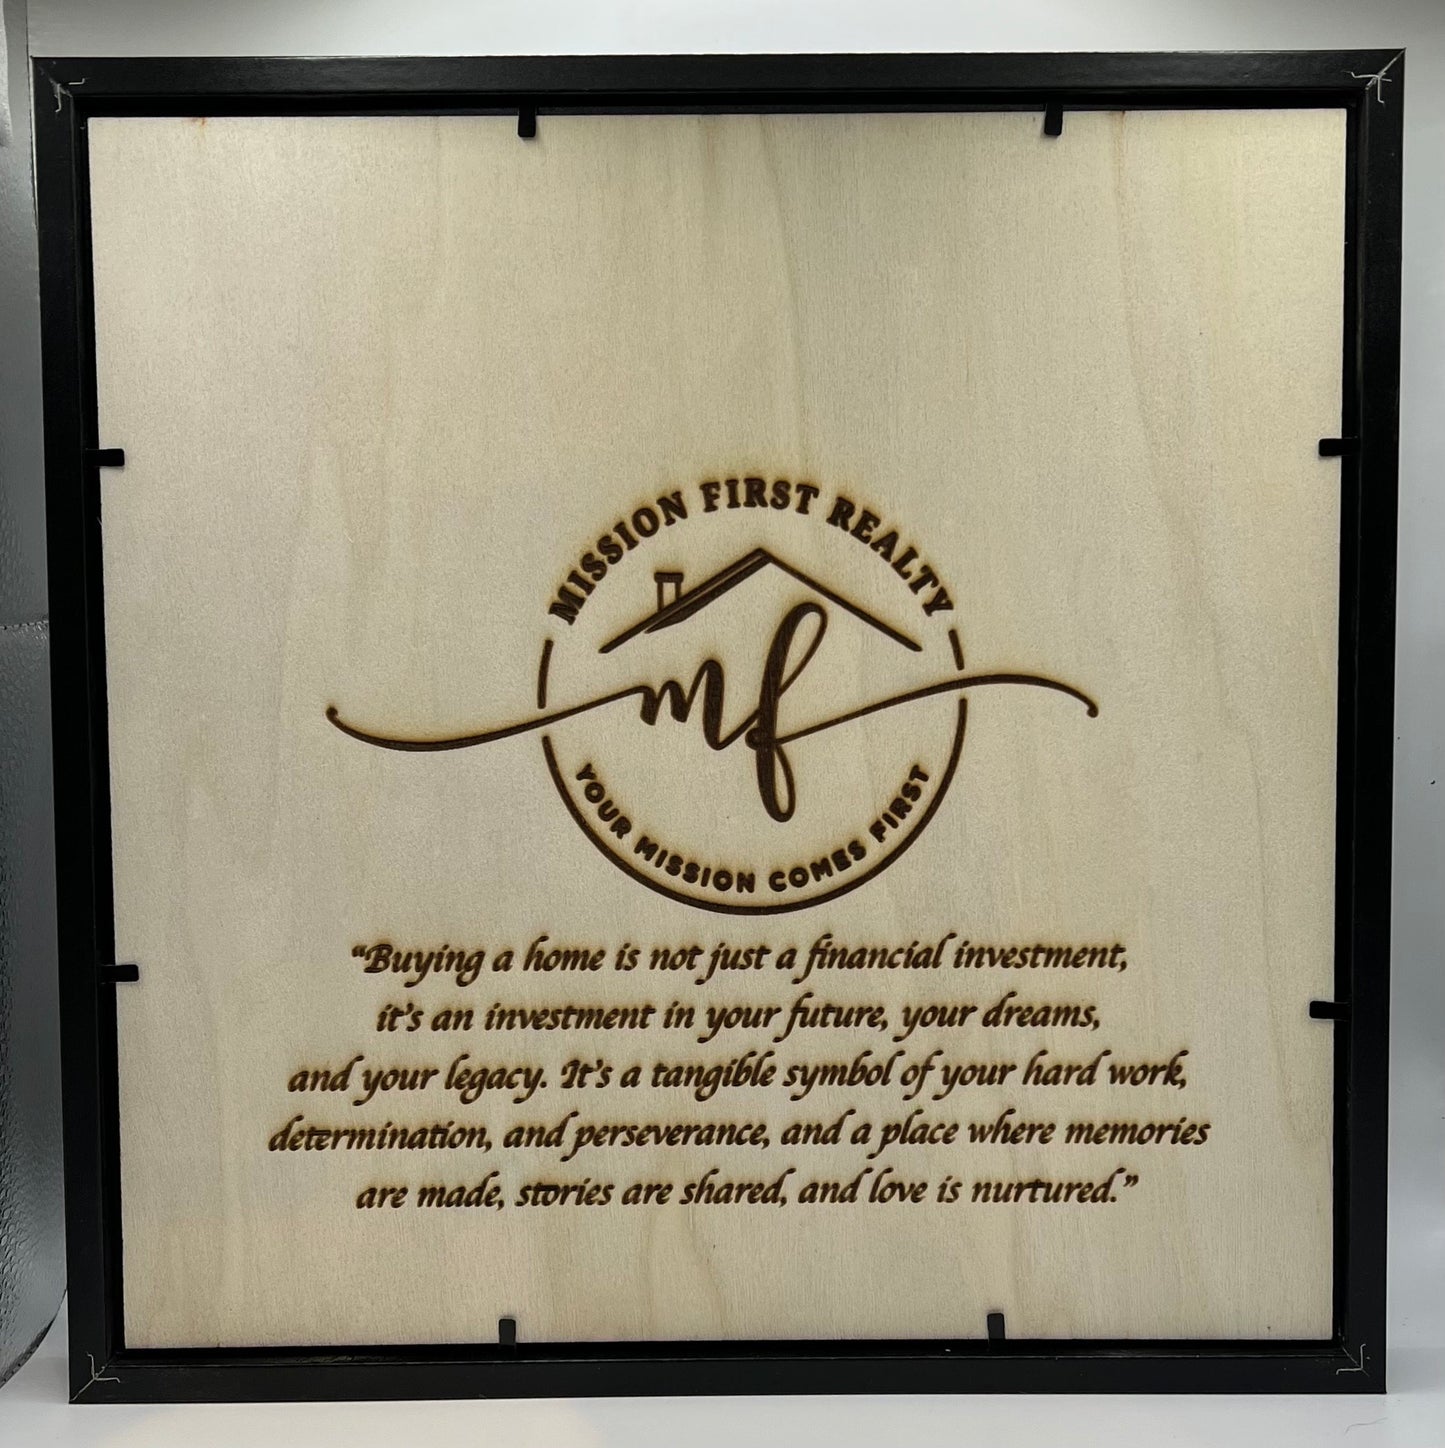 MISSION FIRST REALTY
mf
YOUR MISSION COMES FIRST
“Buying a home is not just a financial investment,
it’s an investment in your future, your dreams,
and your legacy. It’s a tangible symbol of your hard work,
determination, and perseverance, and a place where memories
are made, stories are shared, and love is nurtured.”